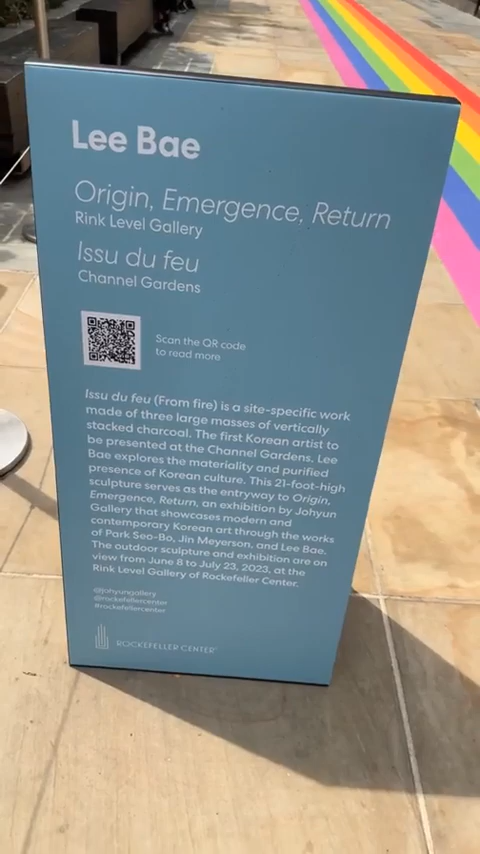 Lee Bae
Origin, Emergence, Return
Rink Level Gallery
Issu du feu
Channel Gardens
Scan the QR code
to read more
Issu du feu (From fire) is a site-specific work
made of three large masses of vertically
stacked charcoal. The first Korean artist to
be presented at the Channel Gardens, Lee
Bae explores the materiality and purified
presence of Korean culture. This 21-foot-high
sculpture serves as the entryway to Origin,
Emergence, Return, an exhibition by Johyun
Gallery that showcases modern and
contemporary Korean art through the works
of Park Seo-Bo, Jin Meyerson, and Lee Bae.
The outdoor sculpture and exhibition are on
view from June 8 to July 23, 2023, at the
Rink Level Gallery of Rockefeller Center.
@johyungallery
@rockefellercenter
#rockefellercenter
ROCKEFELLER CENTER